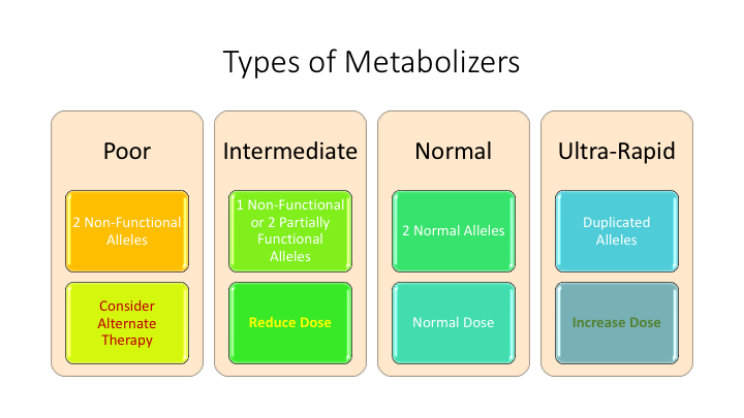 Types of Metabolizers
Poor
2 Non-Functional
Alleles
Consider
Alternate
Therapy
Intermediate
1 Non-Functional
or 2 Partially
Functional
Alleles
Reduce Dose
Normal
2 Normal Alleles
Normal Dose
Ultra-Rapid
Duplicated
Alleles
Increase Dose